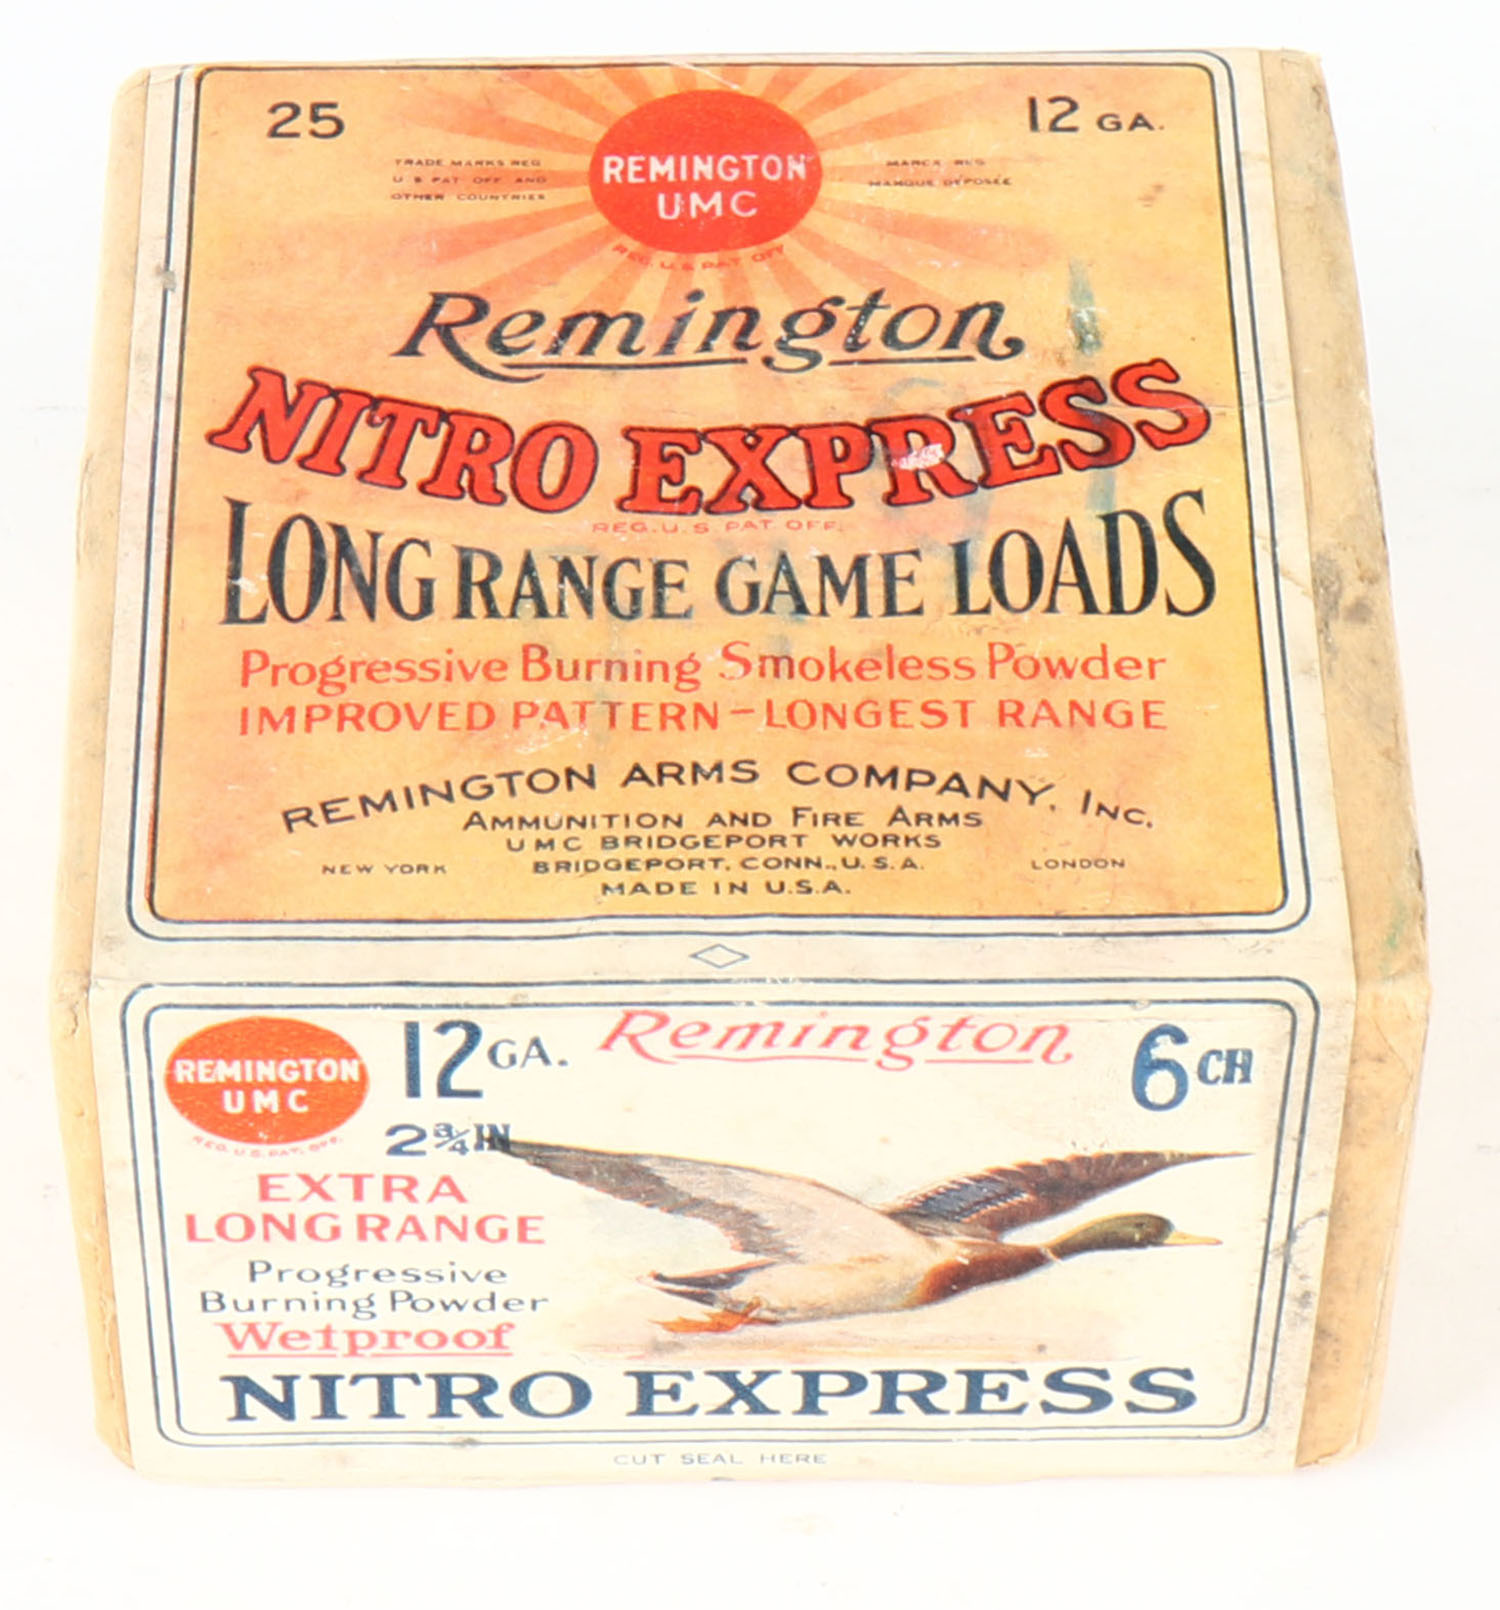 25
12 GA.
TRADE MARKS REG
U S PAT OFF AND
OTHER COUNTRIES
REMINGTON
UMC
REG. U.S PAT OFF
MARCA REG
MARQUE DÉPOSÉE
Remington
NITRO EXPRESS
REG. U.S. PAT. OFF.
LONG RANGE GAME LOADS
Progressive Burning Smokeless Powder
IMPROVED PATTERN-LONGEST RANGE
REMINGTON ARMS COMPANY, INC.
AMMUNITION AND FIRE ARMS
UMC BRIDGEPORT WORKS
NEW YORK BRIDGEPORT, CONN., U.S.A. LONDON
MADE IN U.S.A.
REMINGTON
UMC
REG. U.S. PAT. OFF.
12 GA.
2 3/4 IN
Remington
6 CH
EXTRA
LONG RANGE
Progressive
Burning Powder
Wetproof
NITRO EXPRESS
CUT SEAL HERE